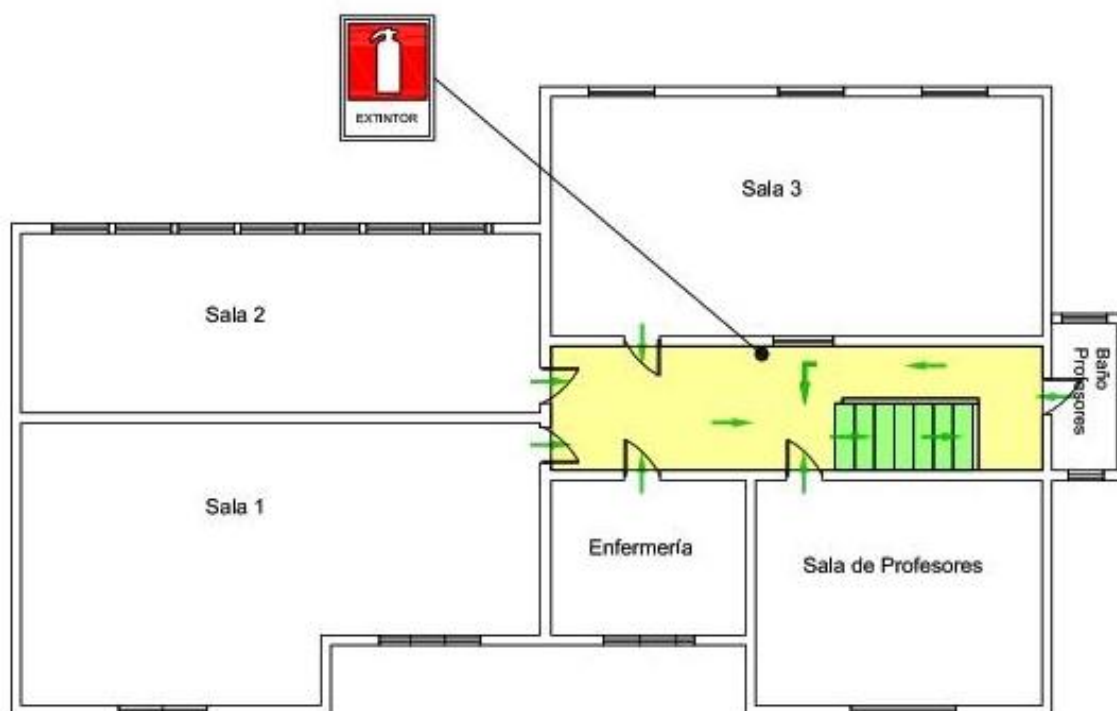 EXTINTOR
Sala 3
Sala 2
Baño
Profesores
Sala 1
Enfermería
Sala de Profesores